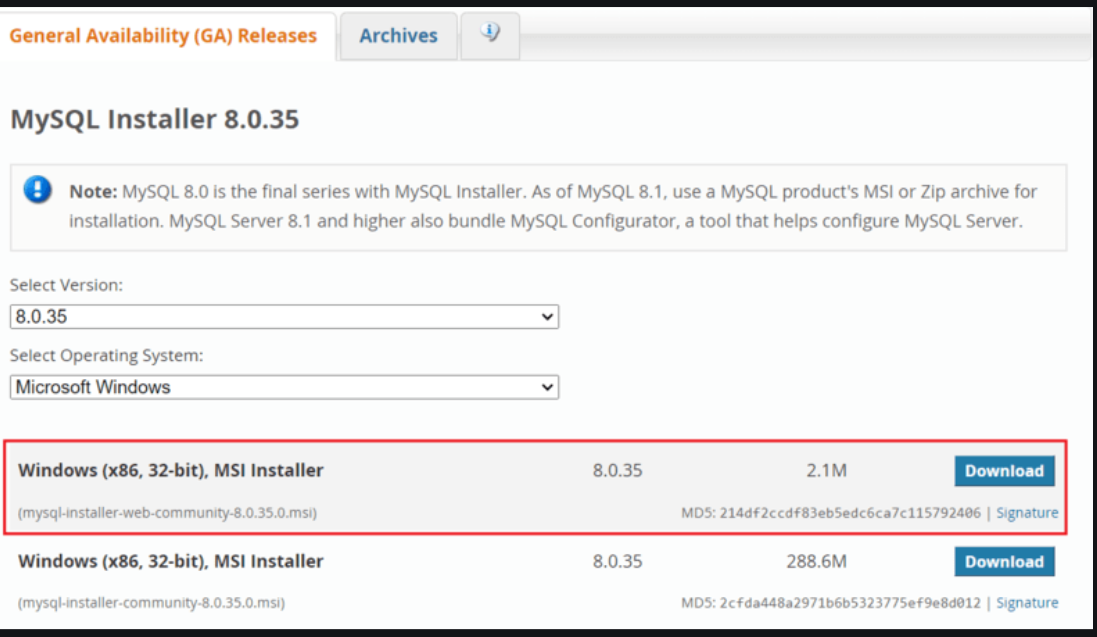 General Availability (GA) Releases
Archives
MySQL Installer 8.0.35
Note: MySQL 8.0 is the final series with MySQL Installer. As of MySQL 8.1, use a MySQL product's MSI or Zip archive for
installation. MySQL Server 8.1 and higher also bundle MySQL Configurator, a tool that helps configure MySQL Server.
Select Version:
8.0.35
Select Operating System:
Microsoft Windows
Windows (x86, 32-bit), MSI Installer 8.0.35 2.1M Download
(mysql-installer-web-community-8.0.35.0.msi) MD5: 214df2ccdf83eb5edc6ca7c115792406 | Signature
Windows (x86, 32-bit), MSI Installer 8.0.35 288.6M Download
(mysql-installer-community-8.0.35.0.msi) MD5: 2cfda448a2971b6b5323775ef9e8d012 | Signature